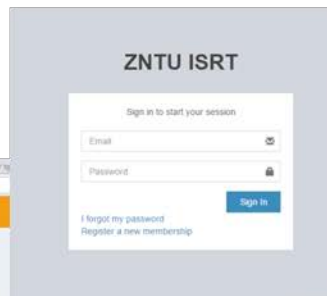 ZNTU ISRT
Sign in to start your session
Email
Password
Sign In
I forgot my password
Register a new membership